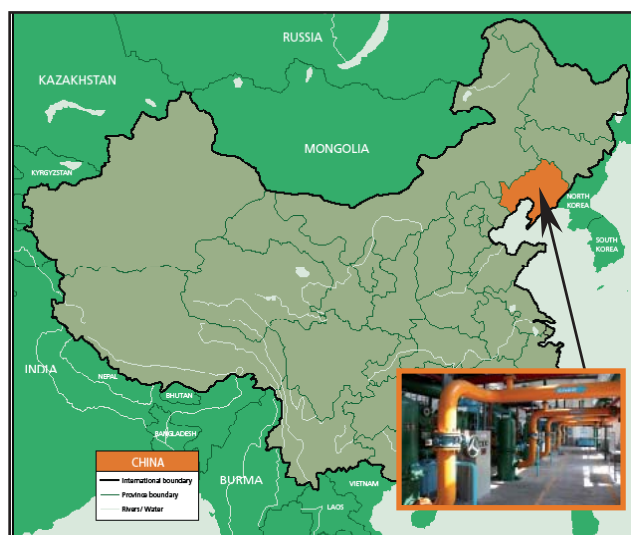 RUSSIA
KAZAKHSTAN
MONGOLIA
KYRGYZSTAN
NORTH
KOREA
SOUTH
KOREA
INDIA
NEPAL
BHUTAN
BANGLADESH
CHINA
International boundary
Province boundary
Rivers / Water
BURMA
VIETNAM
LAOS